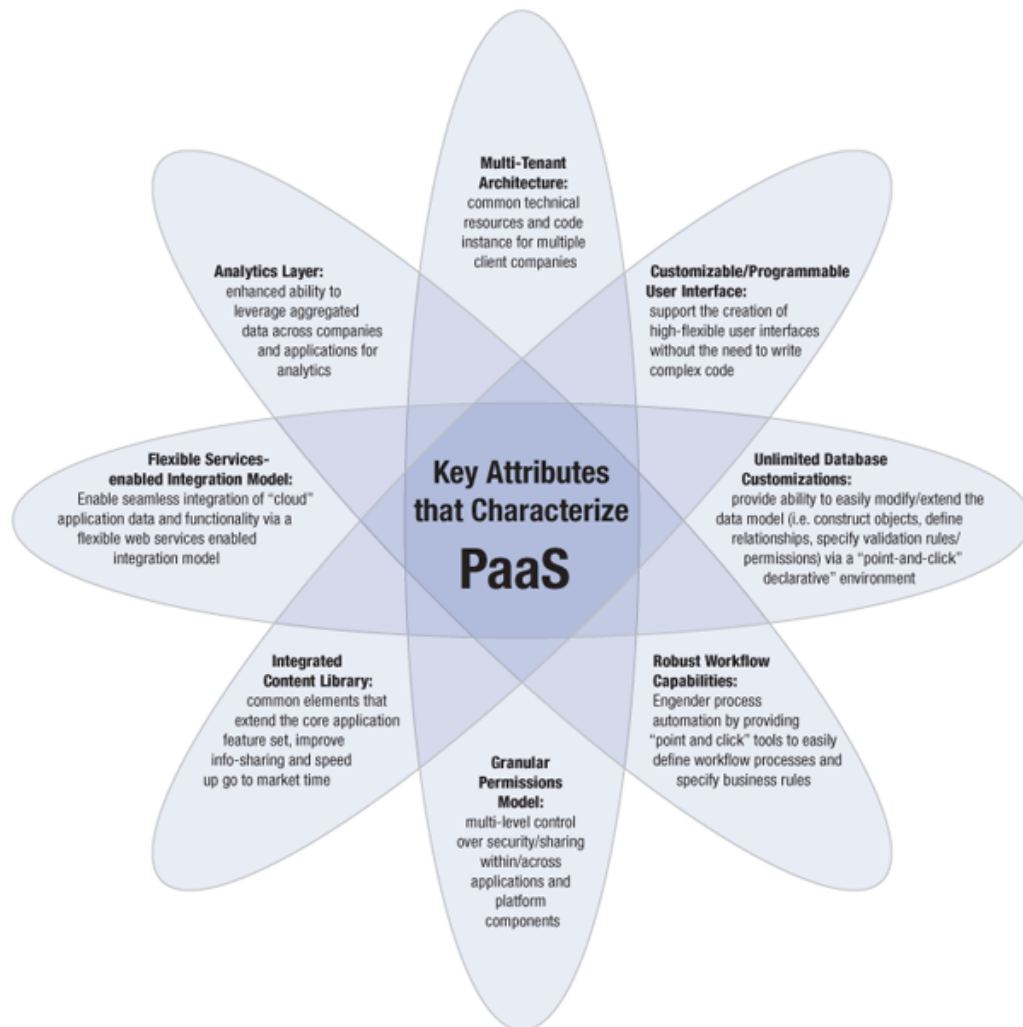 Multi-Tenant
Architecture:
common technical
resources and code
instance for multiple
client companies
Customizable/Programmable
User Interface:
support the creation of
high-flexible user interfaces
without the need to write
complex code
Unlimited Database
Customizations:
provide ability to easily modify/extend the
data model (i.e. construct objects, define
relationships, specify validation rules/
permissions) via a “point-and-click”
declarative” environment
Robust Workflow
Capabilities:
Engender process
automation by providing
“point and click” tools to easily
define workflow processes and
specify business rules
Granular
Permissions
Model:
multi-level control
over security/sharing
within/across
applications and
platform
components
Integrated
Content Library:
common elements that
extend the core application
feature set, improve
info-sharing and speed
up go to market time
Flexible Services-
enabled Integration Model:
Enable seamless integration of “cloud”
application data and functionality via a
flexible web services enabled
integration model
Analytics Layer:
enhanced ability to
leverage aggregated
data across companies
and applications for
analytics
Key Attributes
that Characterize
PaaS